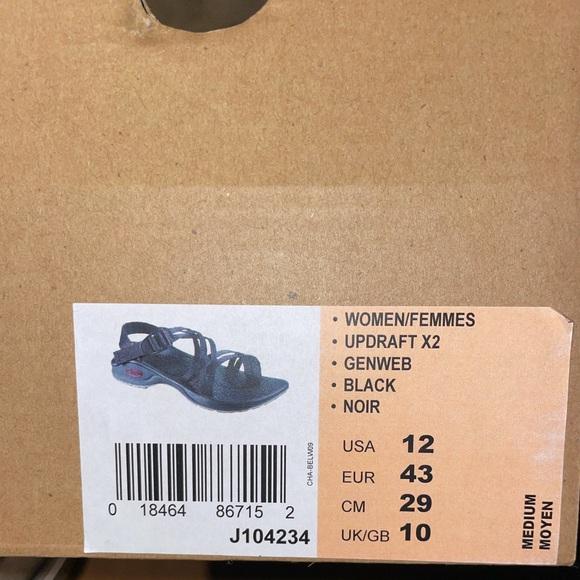 • WOMEN/FEMMES
• UPDRAFT X2
• GENWEB
• BLACK
• NOIR
USA 12
EUR 43
CM 29
UK/GB 10
MEDIUM
MOYEN
CHA-BELW09
0 18464 86715 2
J104234